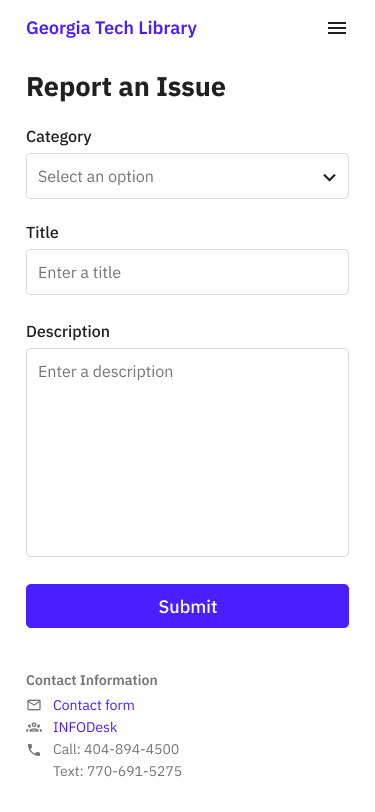 Georgia Tech Library
Report an Issue
Category
Select an option
Title
Enter a title
Description
Enter a description
Submit
Contact Information
Contact form
INFODesk
Call: 404-894-4500
Text: 770-691-5275